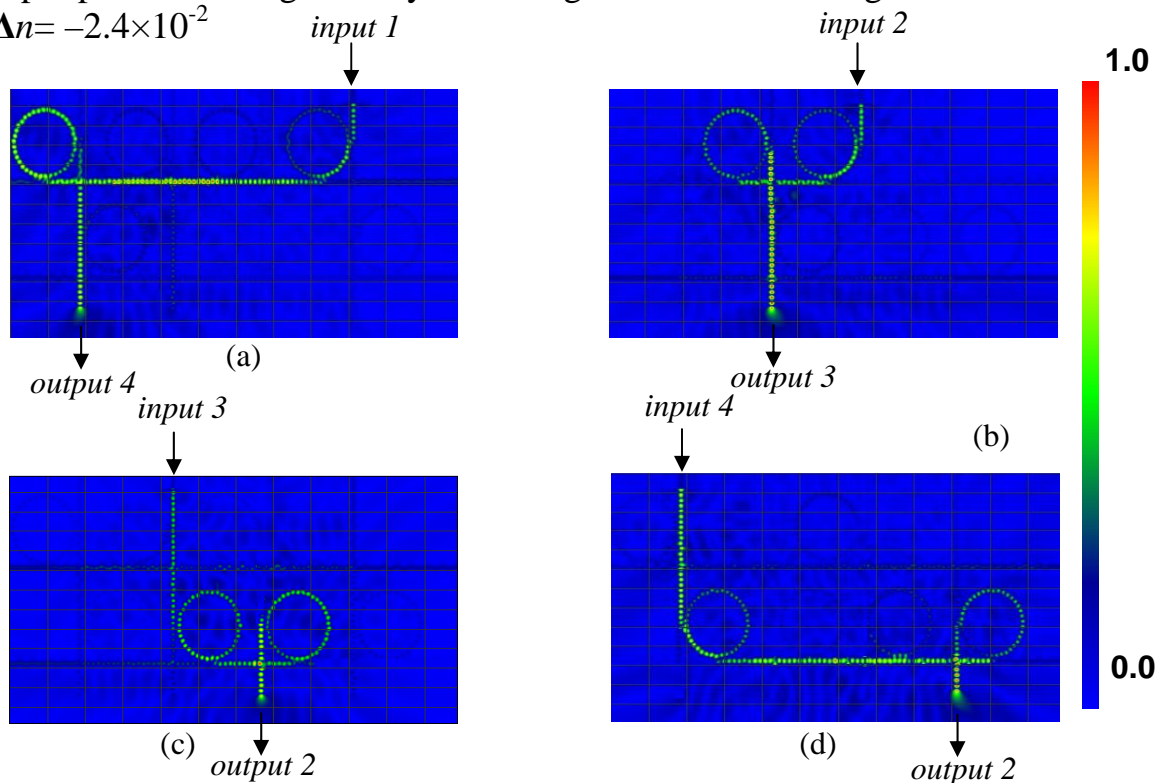 Δn= –2.4×10-2
input 1
input 2
1.0
(a)
output 4
output 3
input 3
input 4
(b)
0.0
(c)
(d)
output 2
output 2